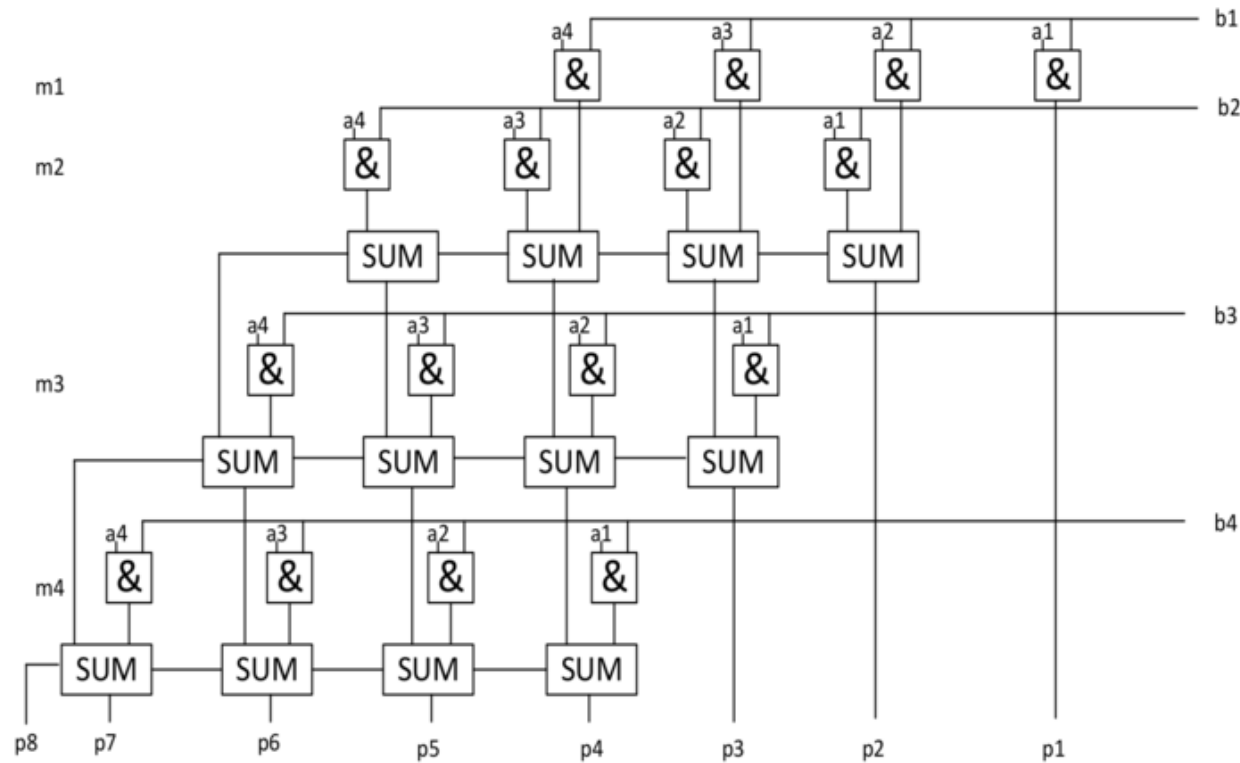 b1
a4 a3 a2 a1
& & & &
m1
b2
a4 a3 a2 a1
& & & &
m2
SUM SUM SUM SUM
b3
a4 a3 a2 a1
& & & &
m3
SUM SUM SUM SUM
b4
a4 a3 a2 a1
& & & &
m4
SUM SUM SUM SUM
p8 p7 p6 p5 p4 p3 p2 p1